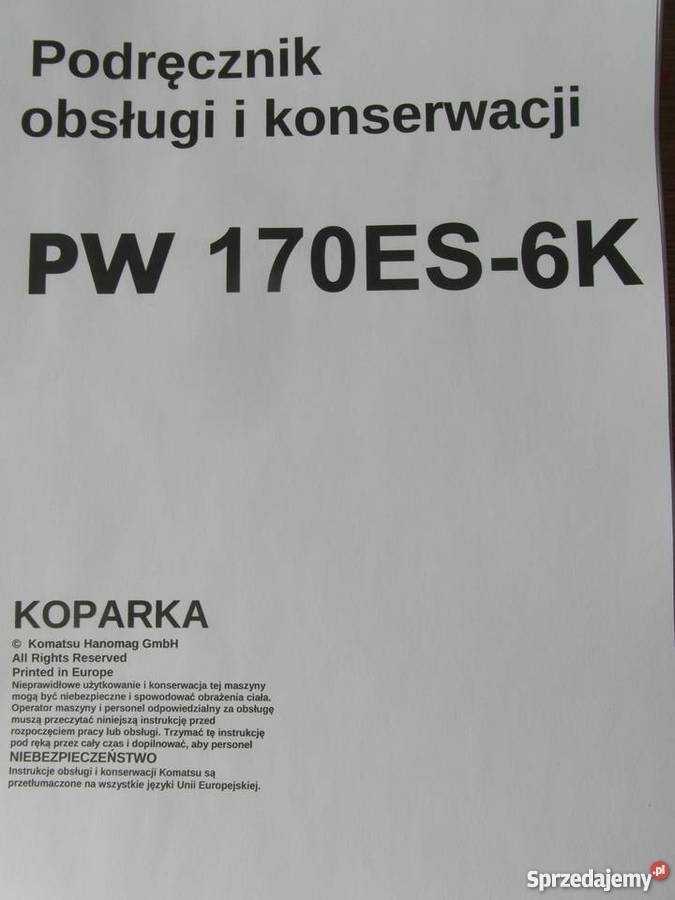 Podręcznik
obsługi i konserwacji
PW 170ES-6K
KOPARKA
© Komatsu Hanomag GmbH
All Rights Reserved
Printed in Europe
Nieprawidłowe użytkowanie i konserwacja tej maszyny
mogą być niebezpieczne i spowodować obrażenia ciała.
Operator maszyny i personel odpowiedzialny za obsługę
muszą przeczytać niniejszą instrukcję przed
rozpoczęciem pracy lub obsługi. Trzymać tę instrukcję
pod ręką przez cały czas i dopilnować, aby personel
NIEBEZPIECZEŃSTWO
Instrukcje obsługi i konserwacji Komatsu są
przetłumaczone na wszystkie języki Unii Europejskiej.
Sprzedajemy.pl